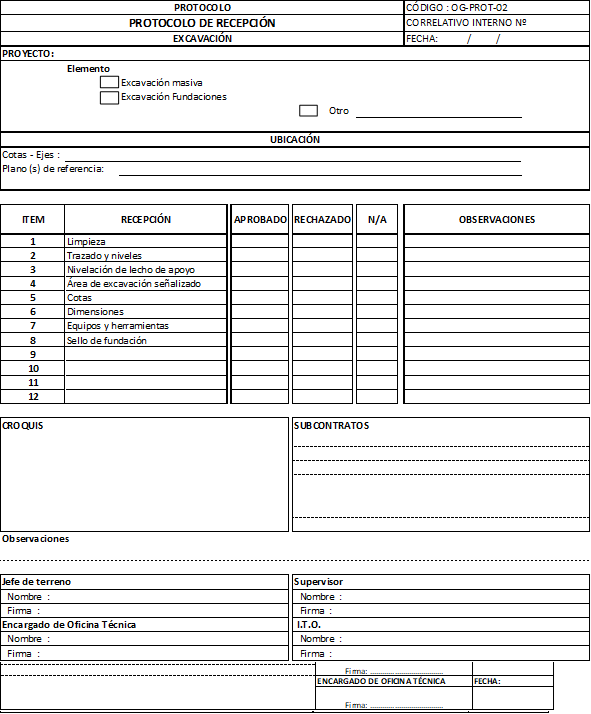 PROTOCOLO
CÓDIGO : OG-PROT-02
PROTOCOLO DE RECEPCIÓN
CORRELATIVO INTERNO Nº
EXCAVACIÓN
FECHA: / /
PROYECTO:
Elemento
Excavación masiva
Excavación Fundaciones
Otro
UBICACIÓN
Cotas - Ejes :
Plano (s) de referencia:
ITEM RECEPCIÓN APROBADO RECHAZADO N/A OBSERVACIONES
1 Limpieza
2 Trazado y niveles
3 Nivelación de lecho de apoyo
4 Área de excavación señalizado
5 Cotas
6 Dimensiones
7 Equipos y herramientas
8 Sello de fundación
9
10
11
12
CROQUIS
SUBCONTRATOS
Observaciones
Jefe de terreno
Nombre :
Firma :
Supervisor
Nombre :
Firma :
Encargado de Oficina Técnica
Nombre :
Firma :
I.T.O.
Nombre :
Firma :
Firma: ....................................
ENCARGADO DE OFICINA TÉCNICA FECHA:
Firma: ....................................